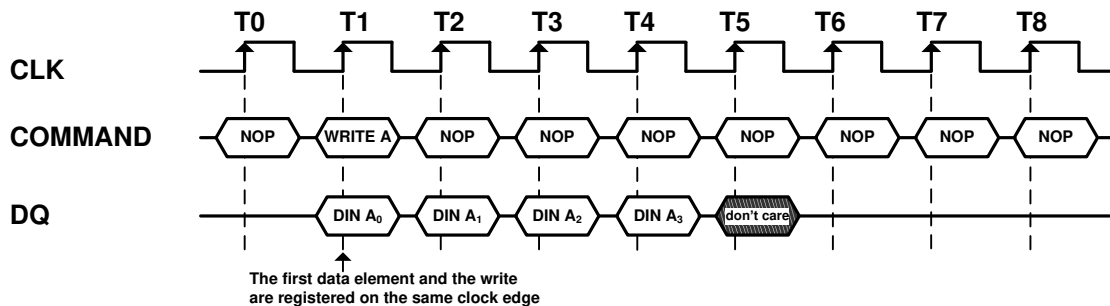 T0 T1 T2 T3 T4 T5 T6 T7 T8
CLK
COMMAND NOP WRITE A NOP NOP NOP NOP NOP NOP NOP
DQ DIN A₀ DIN A₁ DIN A₂ DIN A₃ don't care
The first data element and the write
are registered on the same clock edge